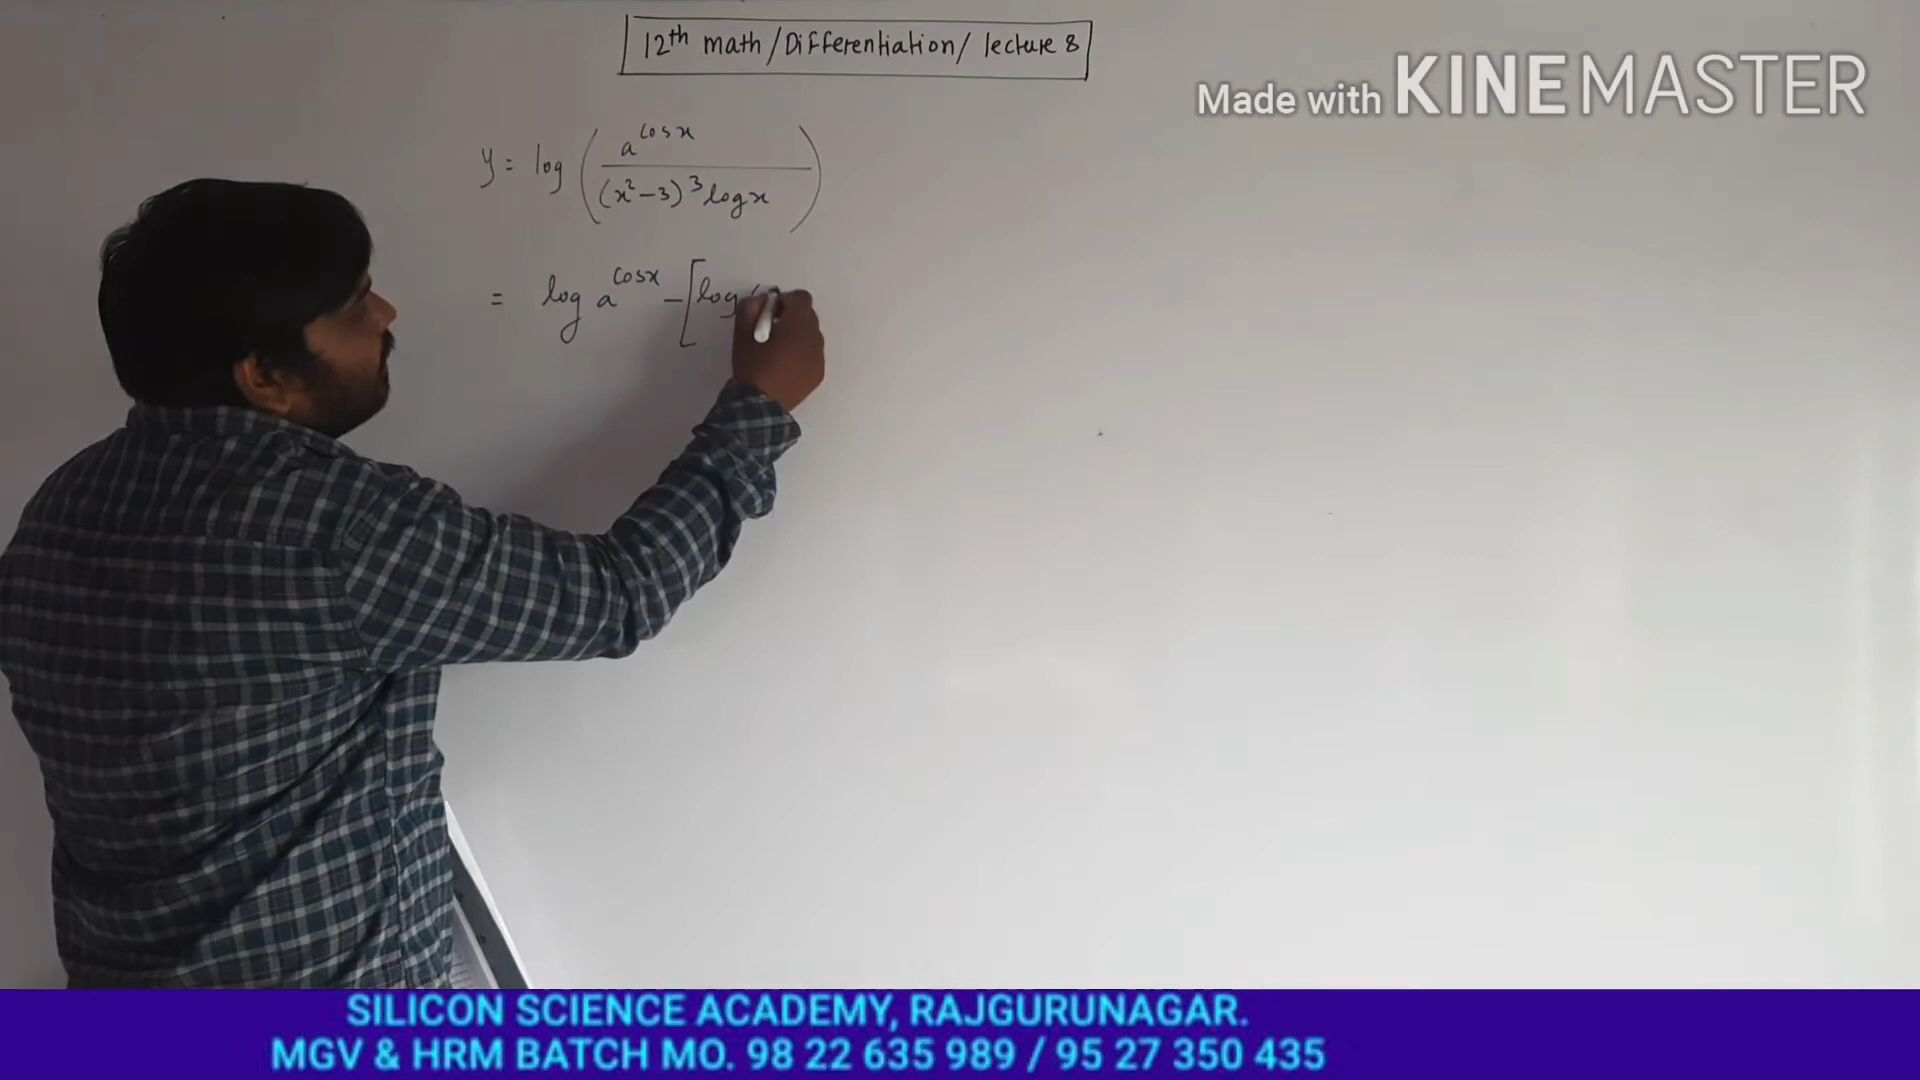 12th math / Differentiation / lecture 8
Made with KINEMASTER
y = log ( a^cosx / (x² - 3)³ logx )
= log a^cosx - [ log (
SILICON SCIENCE ACADEMY, RAJGURUNAGAR.
MGV & HRM BATCH MO. 98 22 635 989 / 95 27 350 435